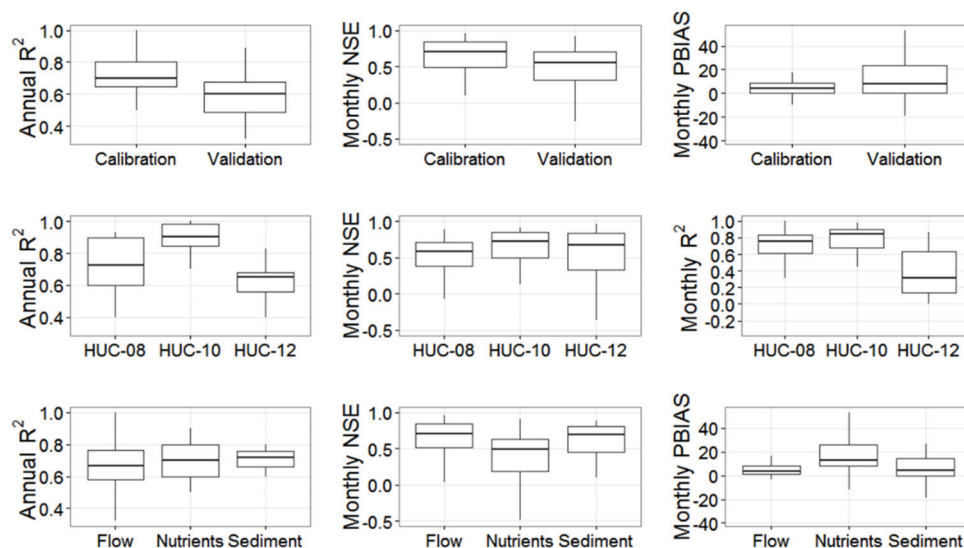 Annual R²
1.0
0.8
0.6
0.4
Calibration Validation
Monthly NSE
1.0
0.5
0.0
-0.5
Calibration Validation
Monthly PBIAS
40
20
0
-20
-40
Calibration Validation
Annual R²
1.0
0.8
0.6
0.4
HUC-08 HUC-10 HUC-12
Monthly NSE
1.0
0.5
0.0
-0.5
HUC-08 HUC-10 HUC-12
Monthly R²
1.0
0.8
0.6
0.4
0.2
0.0
-0.2
HUC-08 HUC-10 HUC-12
Annual R²
1.0
0.8
0.6
0.4
Flow Nutrients Sediment
Monthly NSE
1.0
0.5
0.0
-0.5
Flow Nutrients Sediment
Monthly PBIAS
40
20
0
-20
-40
Flow Nutrients Sediment